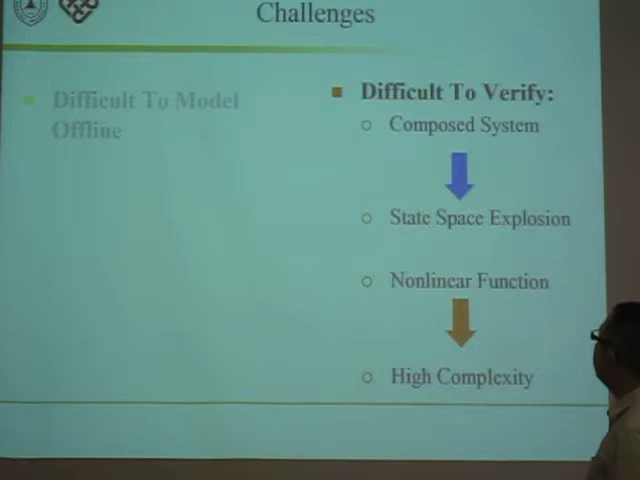 Challenges
Difficult To Model
Offline
Difficult To Verify:
Composed System
State Space Explosion
Nonlinear Function
High Complexity